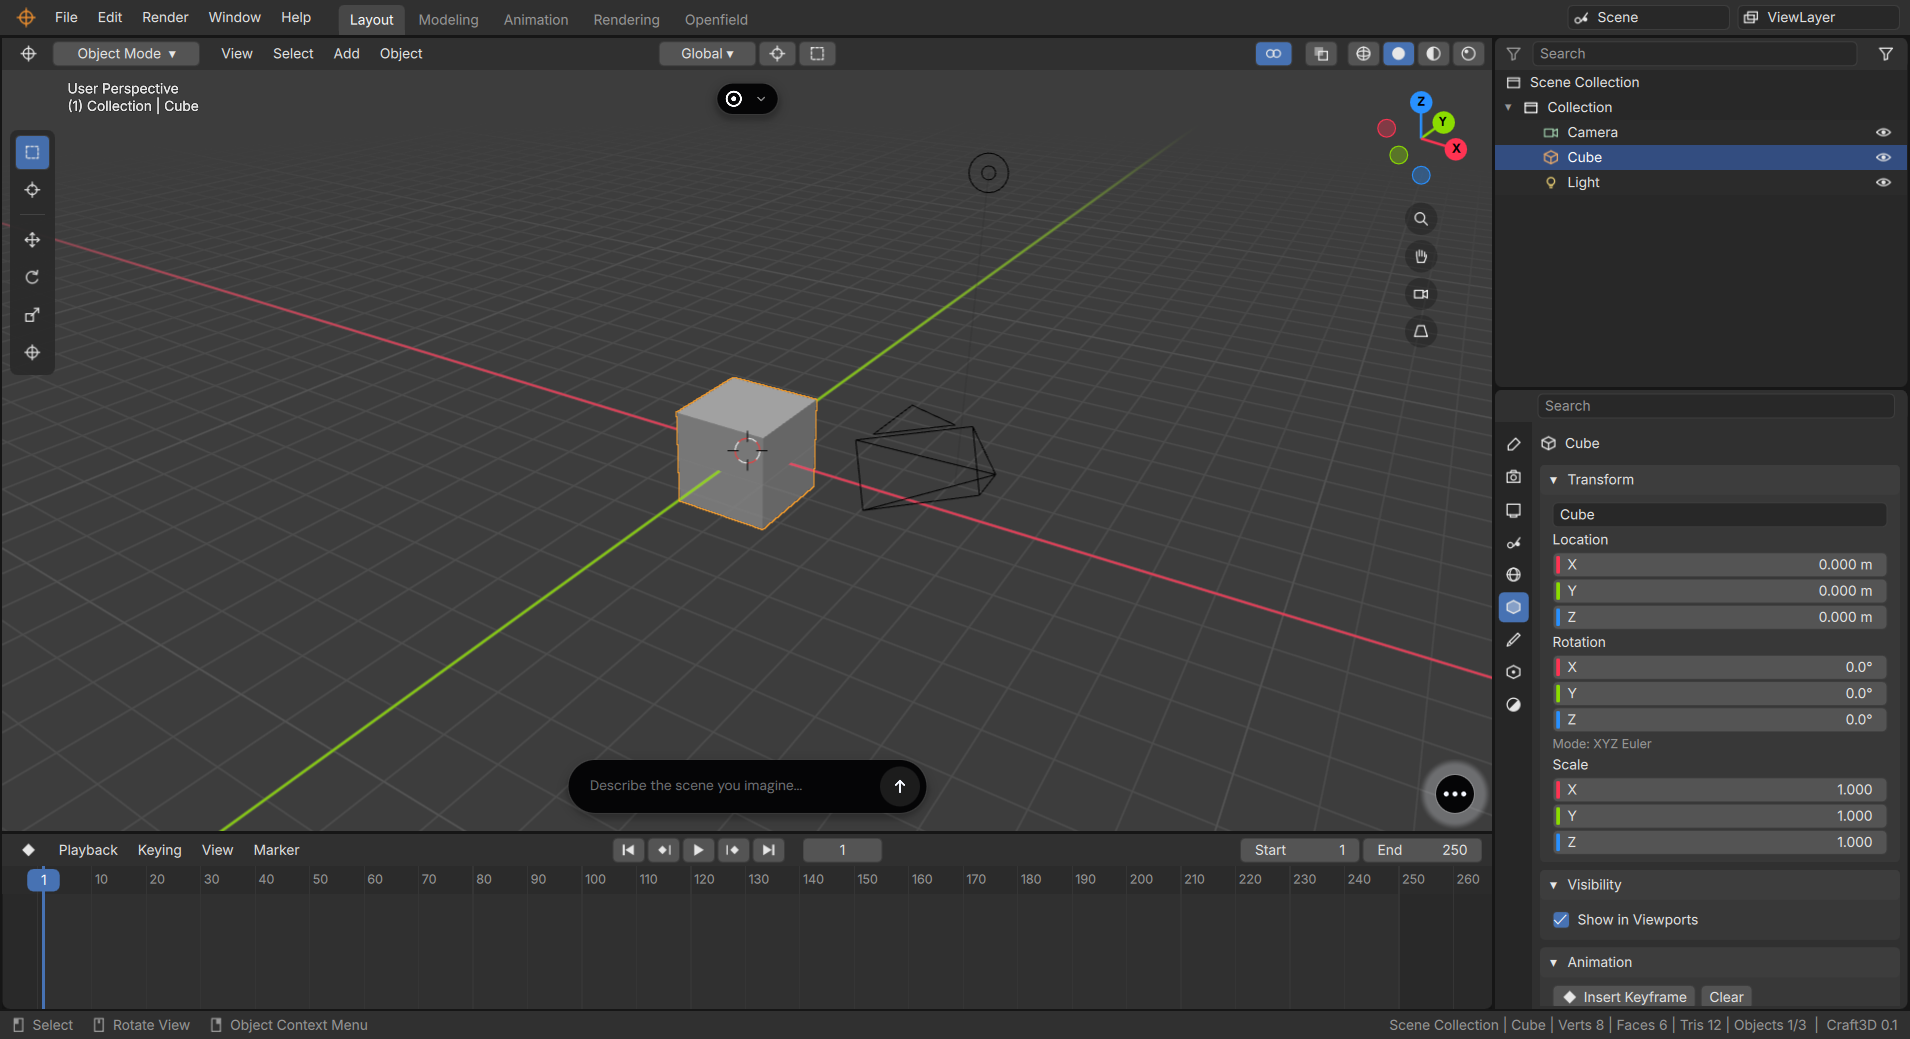 File Edit Render Window Help Layout Modeling Animation Rendering Openfield Scene ViewLayer
Object Mode View Select Add Object Global Search
User Perspective
(1) Collection | Cube
Z
Y
X
Scene Collection
Collection
Camera
Cube
Light
Search
Cube
Transform
Cube
Location
X 0.000 m
Y 0.000 m
Z 0.000 m
Rotation
X 0.0°
Y 0.0°
Z 0.0°
Mode: XYZ Euler
Scale
X 1.000
Y 1.000
Z 1.000
Visibility
Show in Viewports
Animation
Insert Keyframe Clear
Describe the scene you imagine...
Playback Keying View Marker 1 Start 1 End 250
1 10 20 30 40 50 60 70 80 90 100 110 120 130 140 150 160 170 180 190 200 210 220 230 240 250 260
Select Rotate View Object Context Menu Scene Collection | Cube | Verts 8 | Faces 6 | Tris 12 | Objects 1/3 | Craft3D 0.1